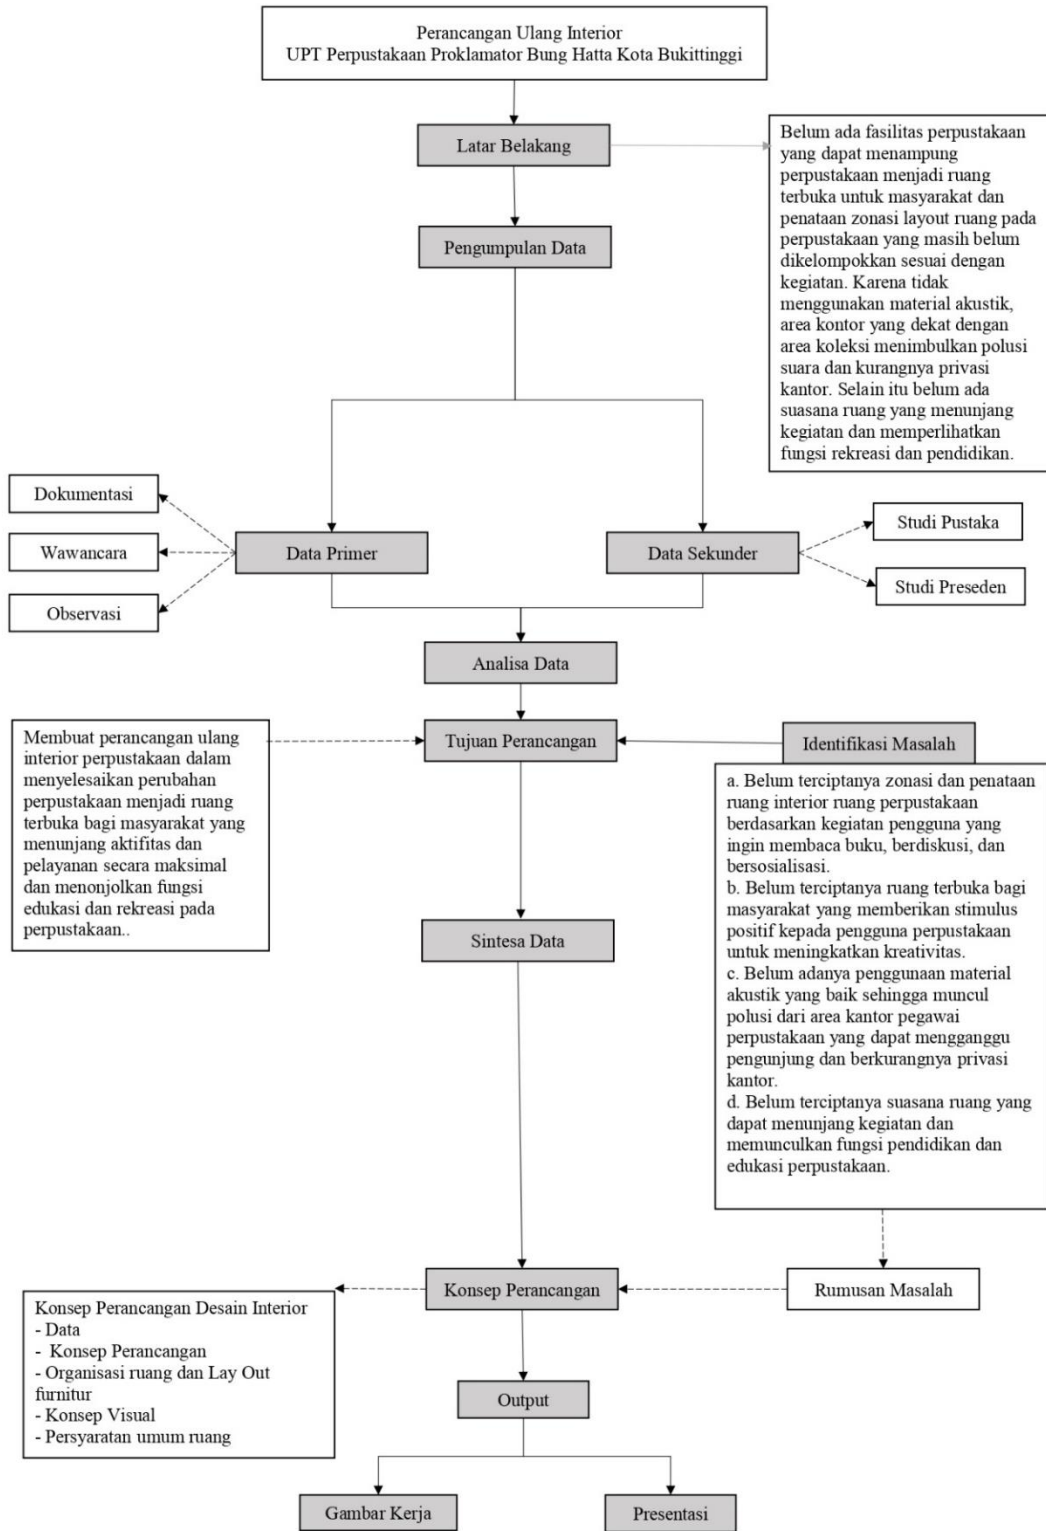 Perancangan Ulang Interior
UPT Perpustakaan Proklamator Bung Hatta Kota Bukittinggi
Latar Belakang
Belum ada fasilitas perpustakaan
yang dapat menampung
perpustakaan menjadi ruang
terbuka untuk masyarakat dan
penataan zonasi layout ruang pada
perpustakaan yang masih belum
dikelompokkan sesuai dengan
kegiatan. Karena tidak
menggunakan material akustik,
area kontor yang dekat dengan
area koleksi menimbulkan polusi
suara dan kurangnya privasi
kantor. Selain itu belum ada
suasana ruang yang menunjang
kegiatan dan memperlihatkan
fungsi rekreasi dan pendidikan.
Pengumpulan Data
Dokumentasi
Wawancara
Observasi
Data Primer
Data Sekunder
Studi Pustaka
Studi Preseden
Analisa Data
Membuat perancangan ulang
interior perpustakaan dalam
menyelesaikan perubahan
perpustakaan menjadi ruang
terbuka bagi masyarakat yang
menunjang aktifitas dan
pelayanan secara maksimal
dan menonjolkan fungsi
edukasi dan rekreasi pada
perpustakaan..
Tujuan Perancangan
Identifikasi Masalah
a. Belum terciptanya zonasi dan penataan
ruang interior ruang perpustakaan
berdasarkan kegiatan pengguna yang
ingin membaca buku, berdiskusi, dan
bersosialisasi.
b. Belum terciptanya ruang terbuka bagi
masyarakat yang memberikan stimulus
positif kepada pengguna perpustakaan
untuk meningkatkan kreativitas.
c. Belum adanya penggunaan material
akustik yang baik sehingga muncul
polusi dari area kantor pegawai
perpustakaan yang dapat mengganggu
pengunjung dan berkurangnya privasi
kantor.
d. Belum terciptanya suasana ruang yang
dapat menunjang kegiatan dan
memunculkan fungsi pendidikan dan
edukasi perpustakaan.
Sintesa Data
Konsep Perancangan
Rumusan Masalah
Konsep Perancangan Desain Interior
- Data
- Konsep Perancangan
- Organisasi ruang dan Lay Out
furnitur
- Konsep Visual
- Persyaratan umum ruang
Output
Gambar Kerja
Presentasi